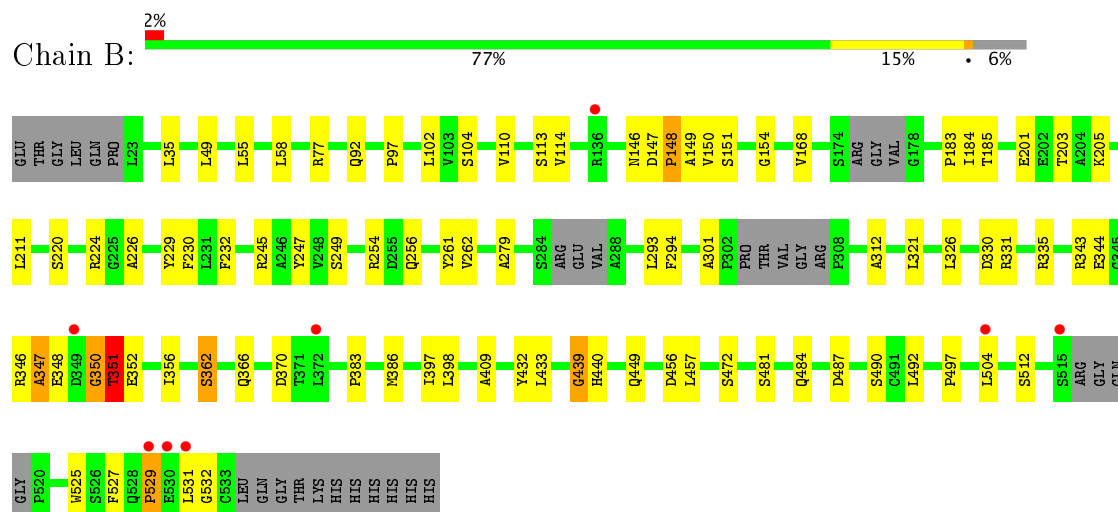 2%
Chain B:
77% 15% • 6%
GLU THR GLY LEU GLN PRO L23 L35 L49 L55 L58 R77 Q92 P97 L102 V103 S104 V110 S113 V114 R136 N146 D147 P148 A149 V150 S151 G154 V168 S174 ARG GLY VAL G178 P183 I184 T185 E201 E202 T203 A204 K205
L211 S220 R224 G225 A226 Y229 F230 L231 F232 R245 A246 Y247 V248 S249 R254 D255 Q256 Y261 V262 A279 S284 ARG GLU VAL A288 L293 F294 A301 P302 PRO THR VAL GLY ARG P308 A312 L321 L326 D330 R331 R335 R343 E344 C345
R346 A347 E348 D349 G350 T351 E352 I356 S362 Q366 D370 T371 L372 P383 M386 I397 L398 A409 Y432 L433 G439 H440 Q449 D456 L457 S472 S481 Q484 D487 S490 C491 L492 P497 L504 S512 S515 ARG GLY GLN
GLY P520 W525 S526 F527 Q528 P529 E530 L531 G532 C533 LEU GLN GLY THR LYS HIS HIS HIS HIS HIS HIS